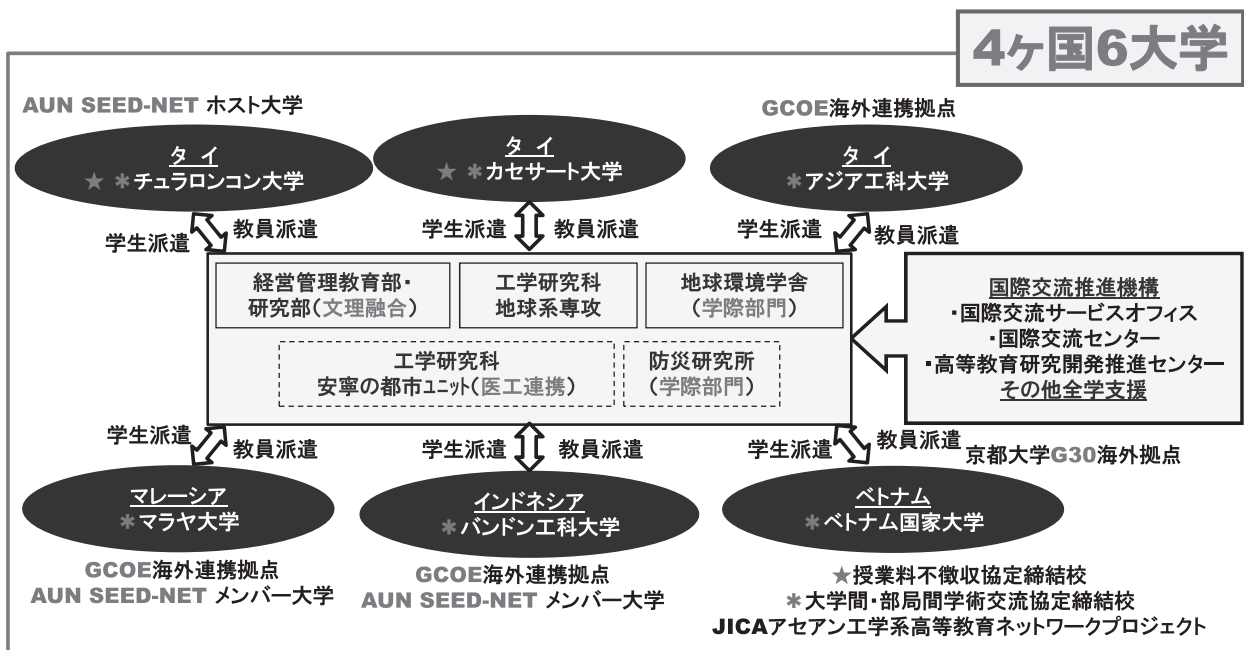 4ヶ国6大学
AUN SEED-NET ホスト大学
GCOE海外連携拠点
タイ
★ *チュラロンコン大学
タイ
★ *カセサート大学
タイ
*アジア工科大学
学生派遣
教員派遣
学生派遣
教員派遣
学生派遣
教員派遣
経営管理教育部・
研究部(文理融合)
工学研究科
地球系専攻
地球環境学舎
(学際部門)
工学研究科
安寧の都市ユニット(医工連携)
防災研究所
(学際部門)
国際交流推進機構
・国際交流サービスオフィス
・国際交流センター
・高等教育研究開発推進センター
その他全学支援
学生派遣
教員派遣
学生派遣
教員派遣
学生派遣
教員派遣
京都大学G30海外拠点
マレーシア
*マラヤ大学
インドネシア
*バンドン工科大学
ベトナム
*ベトナム国家大学
GCOE海外連携拠点
AUN SEED-NET メンバー大学
GCOE海外連携拠点
AUN SEED-NET メンバー大学
★授業料不徴収協定締結校
*大学間・部局間学術交流協定締結校
JICAアセアン工学系高等教育ネットワークプロジェクト